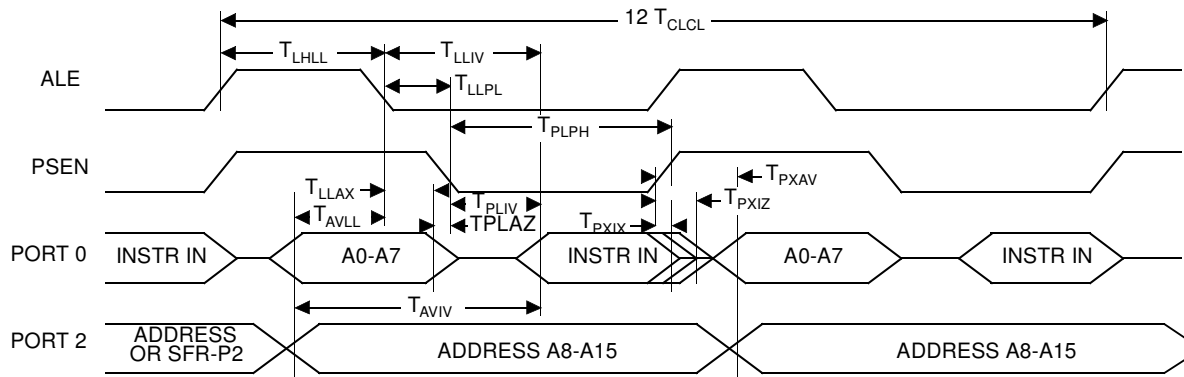 12 TCLCL
TLHLL TLLIV
ALE
TLLPL
TPLPH
PSEN
TPXAV
TLLAX
TPXIZ
TPLIV
TAVLL
TPLAZ
TPXIX
PORT 0 INSTR IN A0-A7 INSTR IN A0-A7 INSTR IN
TAVIV
PORT 2 ADDRESS OR SFR-P2 ADDRESS A8-A15 ADDRESS A8-A15